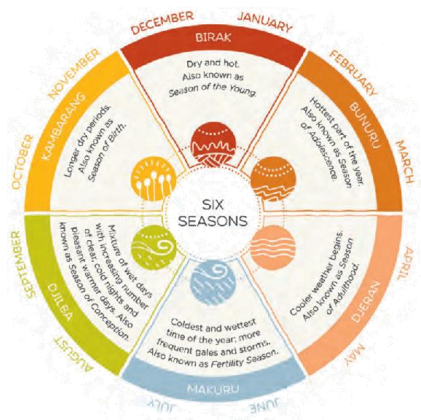 DECEMBER
JANUARY
BIRAK
Dry and hot.
Also known as
Season of the Young.
FEBRUARY
MARCH
BUNURU
Hottest part of the year.
Also known as Season
of Adolescence.
APRIL
MAY
DJERAN
Cooler weather begins.
Also known as Season
of Adulthood.
JUNE
JULY
MAKURU
Coldest and wettest
time of the year; more
frequent gales and storms.
Also known as Fertility Season.
AUGUST
SEPTEMBER
DJILBA
Mixture of wet days
with increasing number
of clear, cold nights and
pleasant warmer days. Also
known as Season of Conception.
OCTOBER
NOVEMBER
KAMBARANG
Longer dry periods.
Also known as
Season of Birth.
SIX
SEASONS